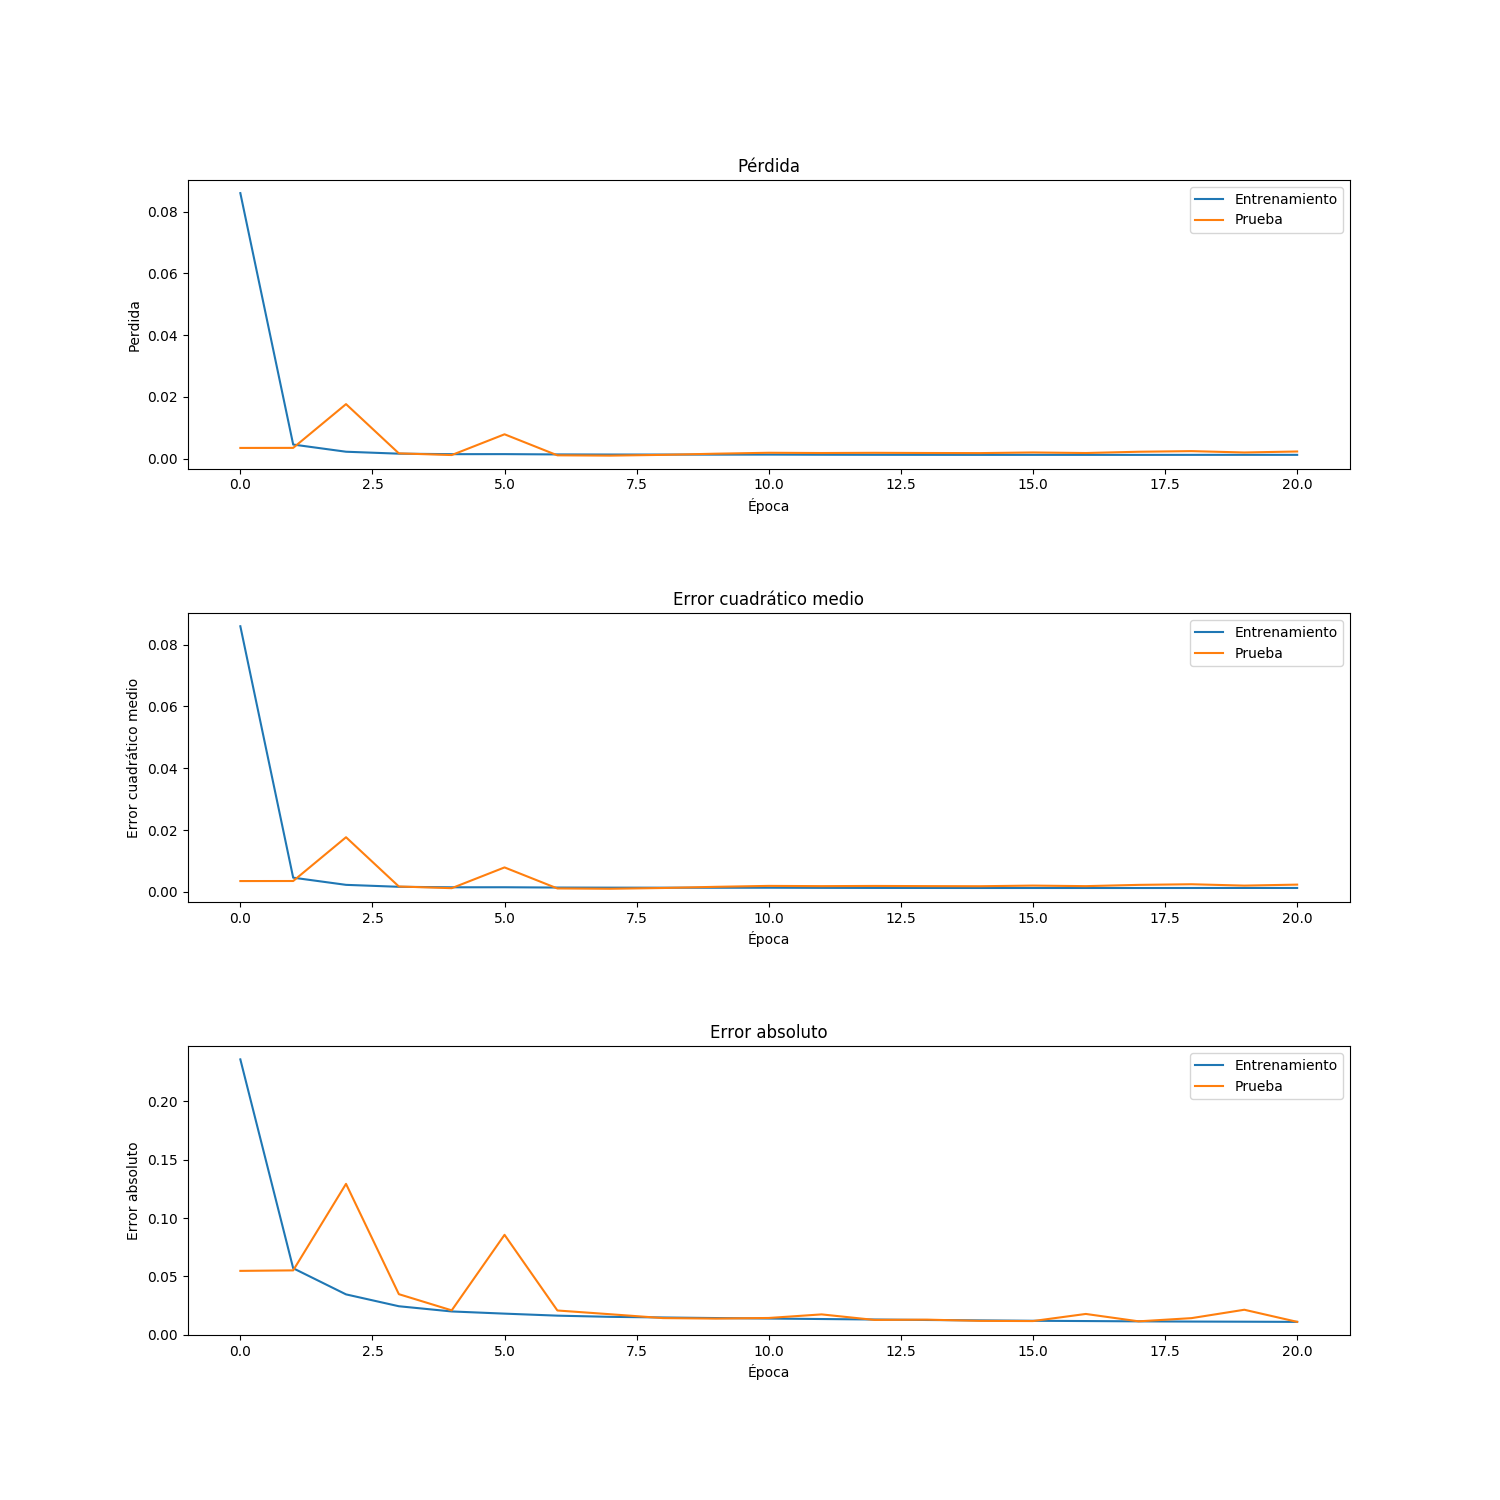 Pérdida
Entrenamiento
Prueba
0.08
0.06
0.04
0.02
0.00
Perdida
0.0 2.5 5.0 7.5 10.0 12.5 15.0 17.5 20.0
Época
Error cuadrático medio
Entrenamiento
Prueba
0.08
0.06
0.04
0.02
0.00
Error cuadrático medio
0.0 2.5 5.0 7.5 10.0 12.5 15.0 17.5 20.0
Época
Error absoluto
Entrenamiento
Prueba
0.20
0.15
0.10
0.05
0.00
Error absoluto
0.0 2.5 5.0 7.5 10.0 12.5 15.0 17.5 20.0
Época